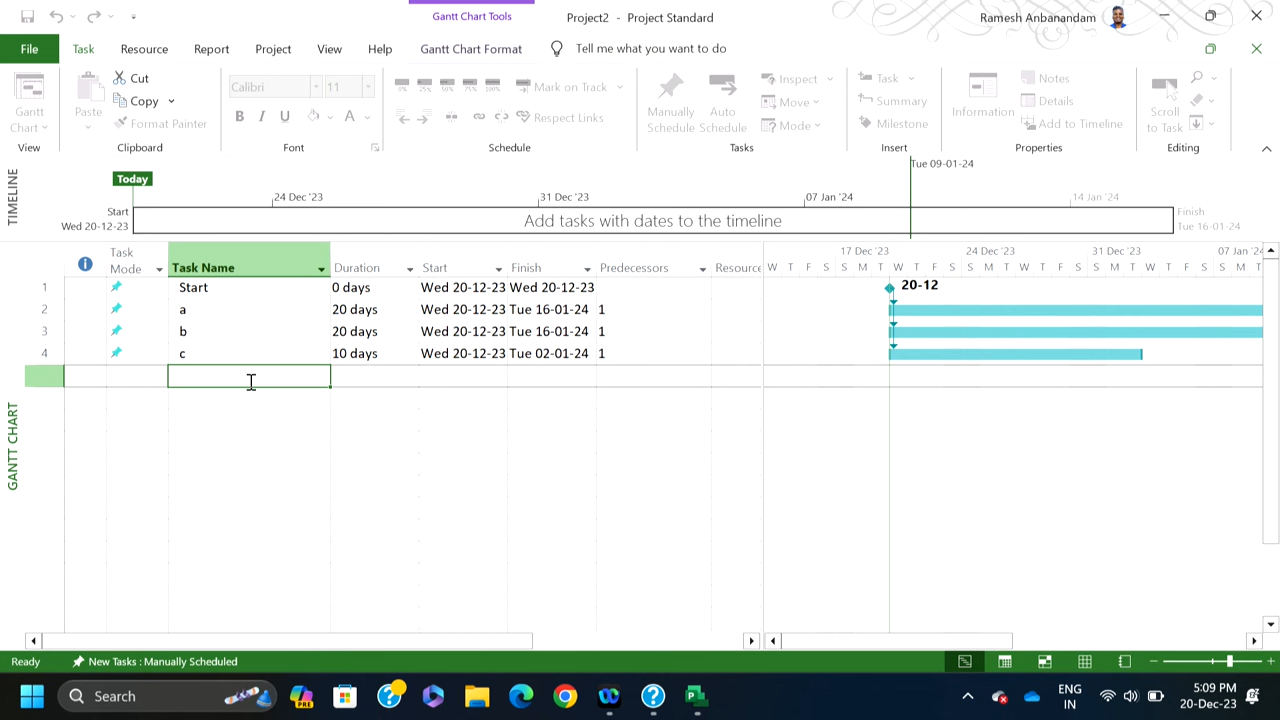 Gantt Chart Tools
Project2 - Project Standard
Ramesh Anbanandam
File Task Resource Report Project View Help Gantt Chart Format Tell me what you want to do
Gantt
Chart
View
Paste
Cut
Copy
Format Painter
Clipboard
Calibri 11
B I U A
Font
0% 25% 50% 75% 100%
Mark on Track
Respect Links
Schedule
Manually
Schedule
Auto
Schedule
Inspect
Move
Mode
Tasks
Task
Summary
Milestone
Insert
Information
Notes
Details
Add to Timeline
Properties
Scroll
to Task
Editing
TIMELINE
Tue 09-01-24
Today
24 Dec '23 31 Dec '23 07 Jan '24 14 Jan '24
Start
Wed 20-12-23
Add tasks with dates to the timeline
Finish
Tue 16-01-24
GANTT CHART
Task
Mode
Task Name Duration Start Finish Predecessors Resource
17 Dec '23 24 Dec '23 31 Dec '23 07 Jan '24
W T F S S M T W T F S S M T W T F S S M T W T F S S M T
1 Start 0 days Wed 20-12-23 Wed 20-12-23 20-12
2 a 20 days Wed 20-12-23 Tue 16-01-24 1
3 b 20 days Wed 20-12-23 Tue 16-01-24 1
4 c 10 days Wed 20-12-23 Tue 02-01-24 1
Ready New Tasks : Manually Scheduled
Search
PRE
ENG
IN
5:09 PM
20-Dec-23